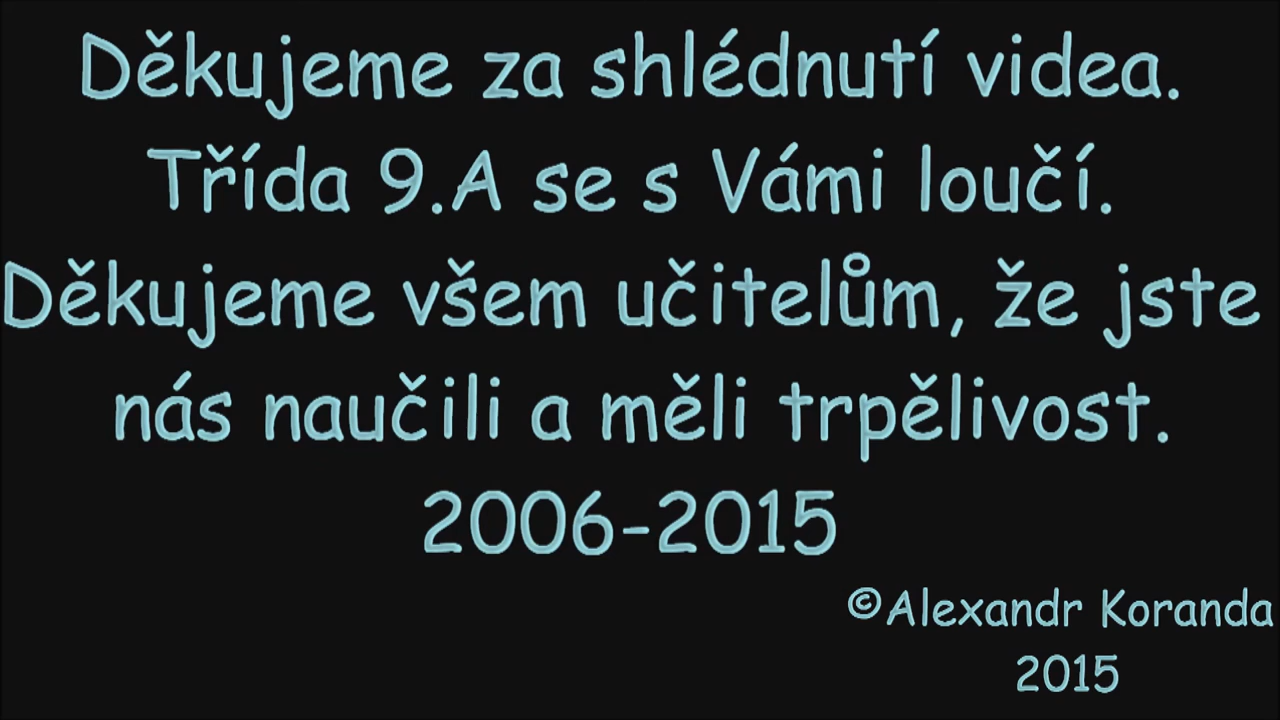 Děkujeme za shlédnutí videa.
Třída 9.A se s Vámi loučí.
Děkujeme všem učitelům, že jste
nás naučili a měli trpělivost.
2006-2015
©Alexandr Koranda
2015